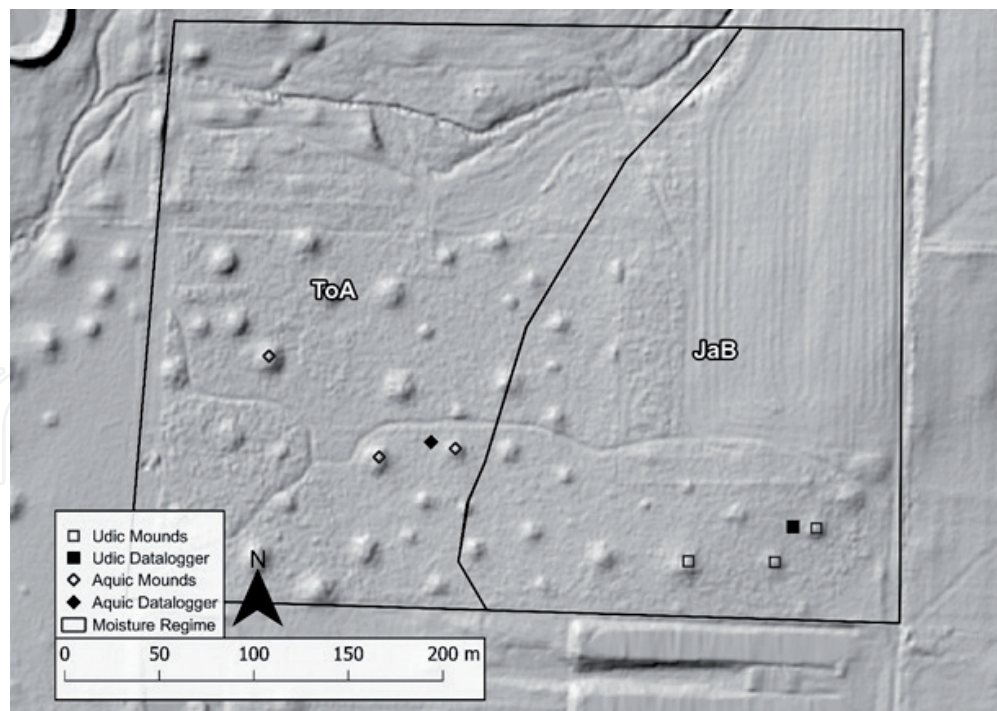 ToA
JaB
Udic Mounds
Udic Datalogger
Aquic Mounds
Aquic Datalogger
Moisture Regime
N
0 50 100 150 200 m